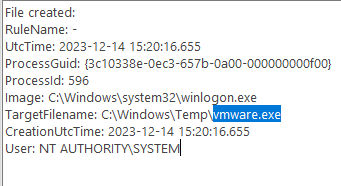 File created:
RuleName: -
UtcTime: 2023-12-14 15:20:16.655
ProcessGuid: {3c10338e-0ec3-657b-0a00-000000000f00}
ProcessId: 596
Image: C:\Windows\system32\winlogon.exe
TargetFilename: C:\Windows\Temp\vmware.exe
CreationUtcTime: 2023-12-14 15:20:16.655
User: NT AUTHORITY\SYSTEM